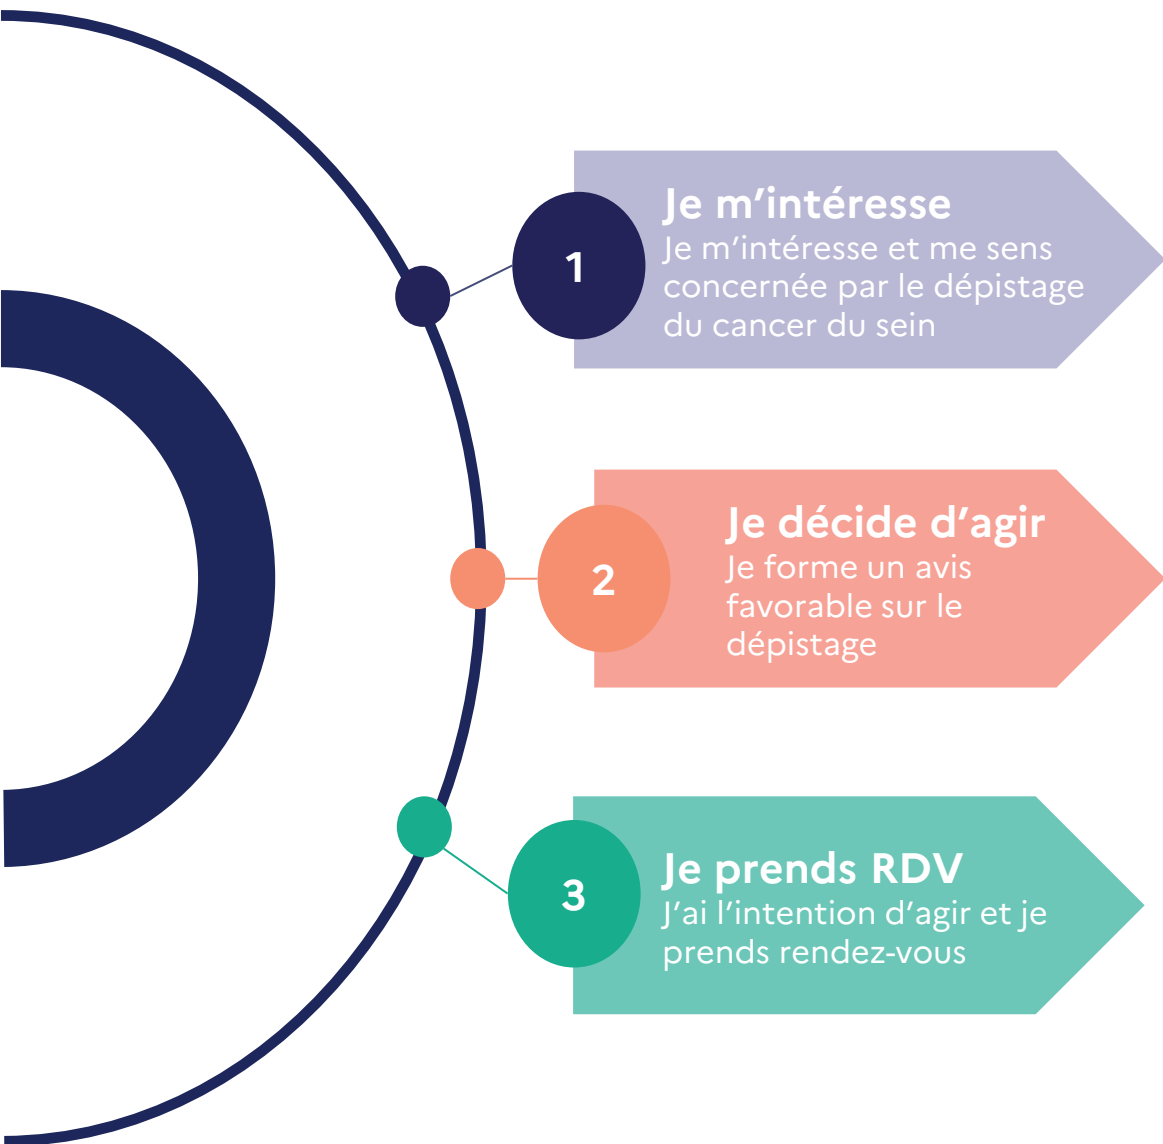 1
Je m’intéresse
Je m’intéresse et me sens
concernée par le dépistage
du cancer du sein
2
Je décide d’agir
Je forme un avis
favorable sur le
dépistage
3
Je prends RDV
J’ai l’intention d’agir et je
prends rendez-vous